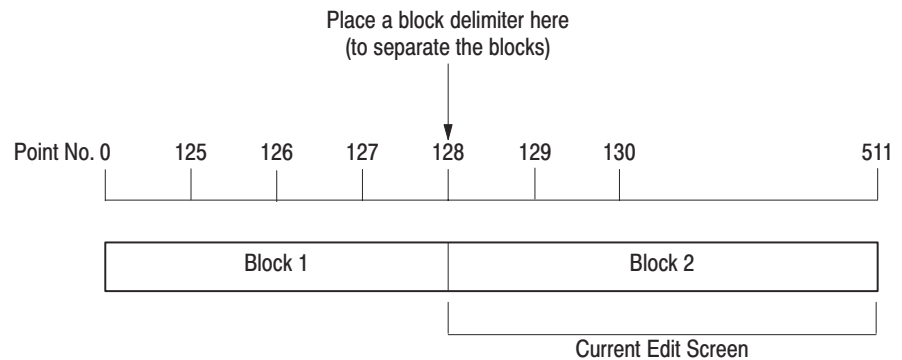 Place a block delimiter here
(to separate the blocks)
Point No. 0 125 126 127 128 129 130 511
Block 1 Block 2
Current Edit Screen